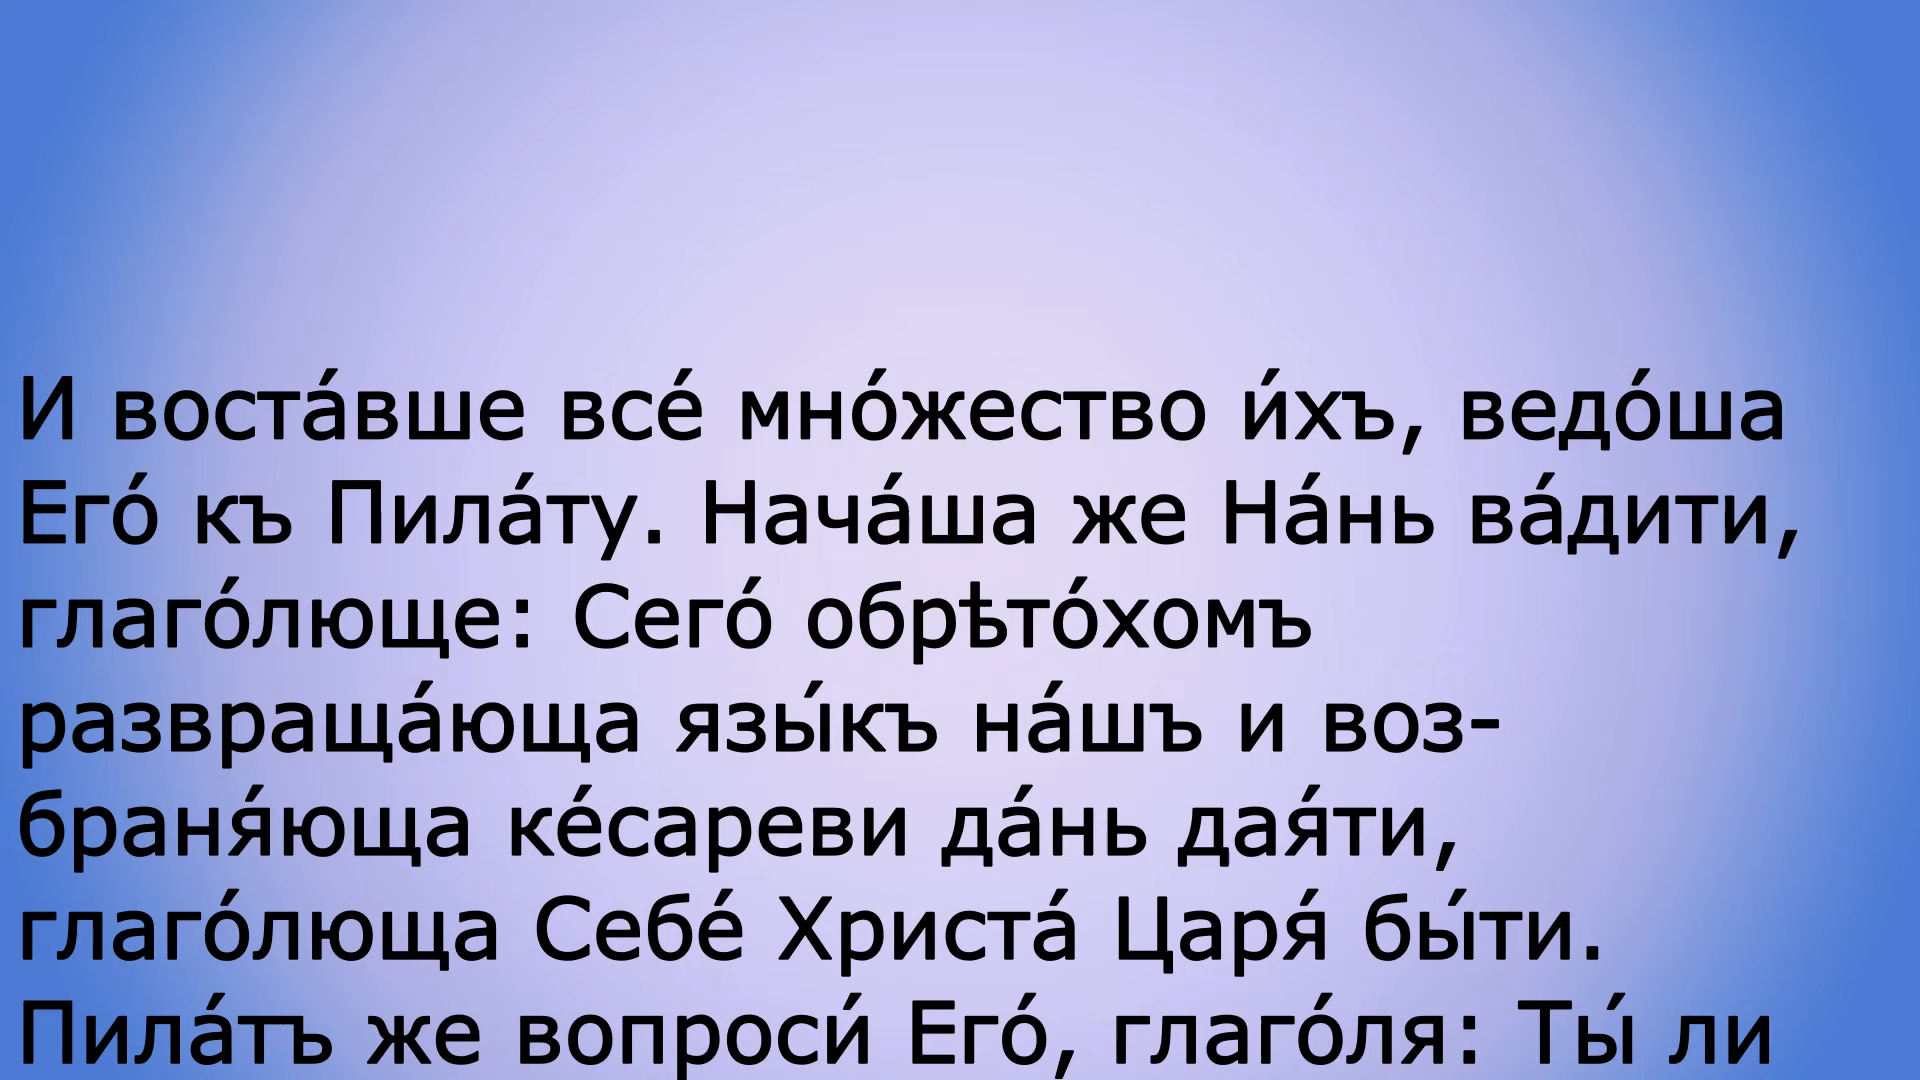 И воста́вше все́ мно́жество и́хъ, ведо́ша
Его́ къ Пила́ту. Нача́ша же На́нь ва́дити,
глаго́люще: Сего́ обрѣто́хомъ
развраща́юща язы́къ на́шъ и воз-
браня́юща ке́сареви да́нь дая́ти,
глаго́люща Себе́ Христа́ Царя́ бы́ти.
Пила́тъ же вопроси́ Его́, глаго́ля: Ты́ ли